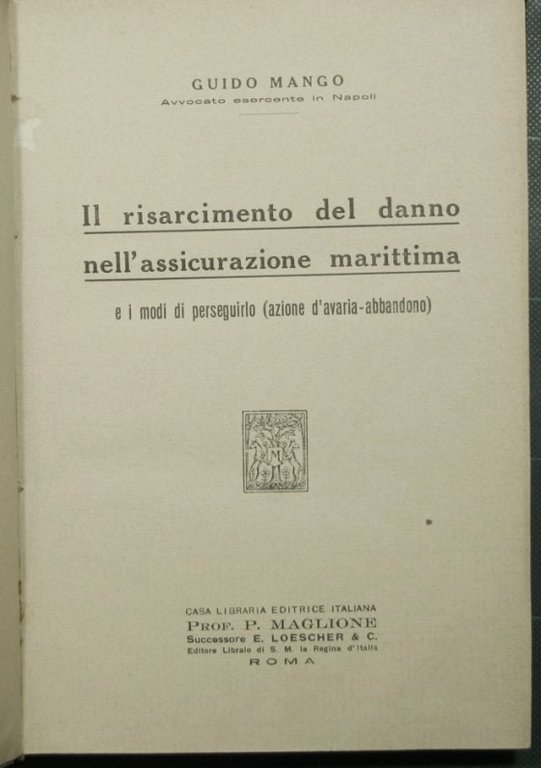 GUIDO MANGO
Avvocato esercente in Napoli
Il risarcimento del danno
nell'assicurazione marittima
e i modi di perseguirlo (azione d'avaria-abbandono)
M
CASA LIBRARIA EDITRICE ITALIANA
PROF. P. MAGLIONE
Successore E. LOESCHER & C.
Editore Libraio di S. M. la Regina d'Italia
ROMA